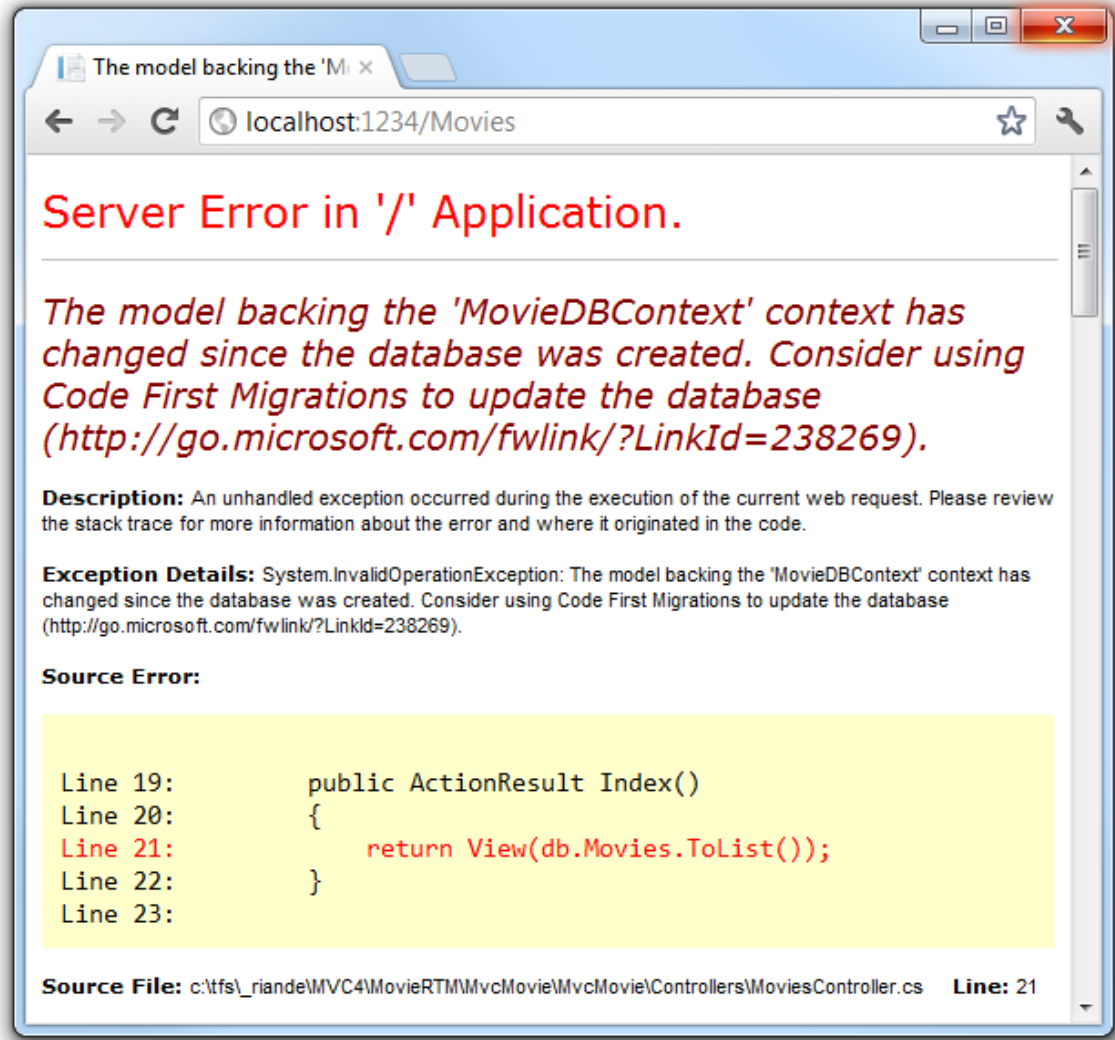 The model backing the 'M
localhost:1234/Movies
Server Error in '/' Application.
The model backing the 'MovieDBContext' context has
changed since the database was created. Consider using
Code First Migrations to update the database
(http://go.microsoft.com/fwlink/?LinkId=238269).
Description: An unhandled exception occurred during the execution of the current web request. Please review
the stack trace for more information about the error and where it originated in the code.
Exception Details: System.InvalidOperationException: The model backing the 'MovieDBContext' context has
changed since the database was created. Consider using Code First Migrations to update the database
(http://go.microsoft.com/fwlink/?LinkId=238269).
Source Error:
Line 19:        public ActionResult Index()
Line 20:        {
Line 21:            return View(db.Movies.ToList());
Line 22:        }
Line 23:
Source File: c:\tfs\_riande\MVC4\MovieRTM\MvcMovie\MvcMovie\Controllers\MoviesController.cs    Line: 21